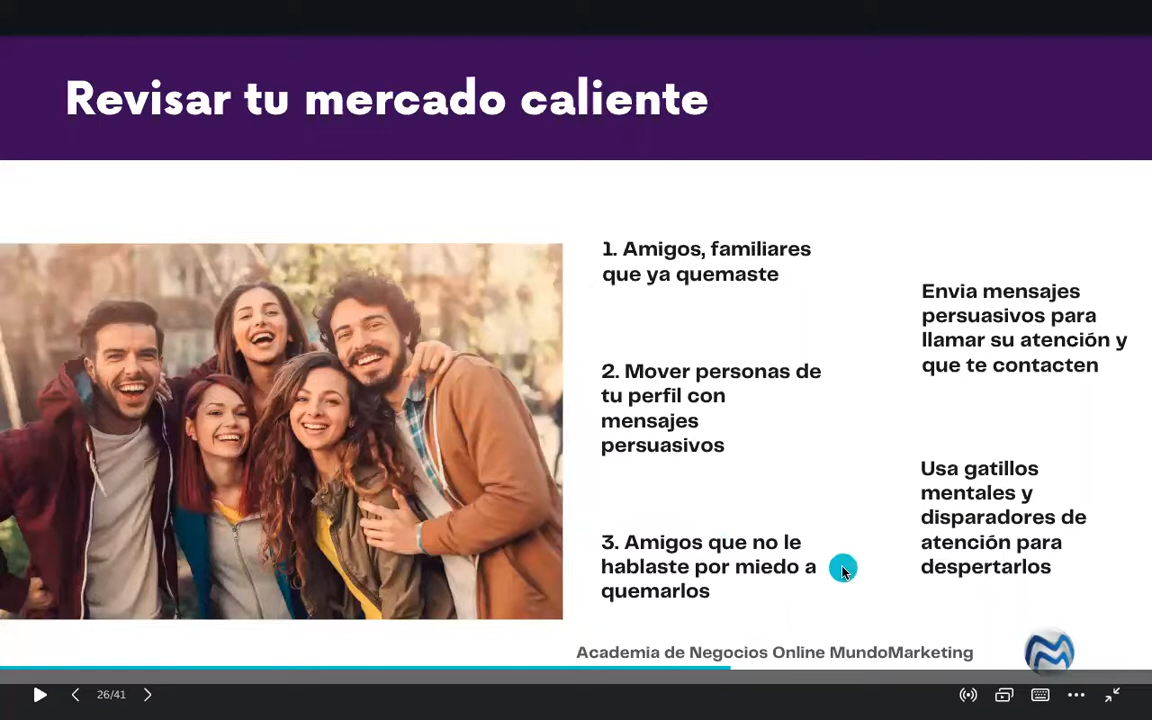 Revisar tu mercado caliente
1. Amigos, familiares
que ya quemaste
2. Mover personas de
tu perfil con
mensajes
persuasivos
3. Amigos que no le
hablaste por miedo a
quemarlos
Envia mensajes
persuasivos para
llamar su atención y
que te contacten
Usa gatillos
mentales y
disparadores de
atención para
despertarlos
Academia de Negocios Online MundoMarketing
26/41